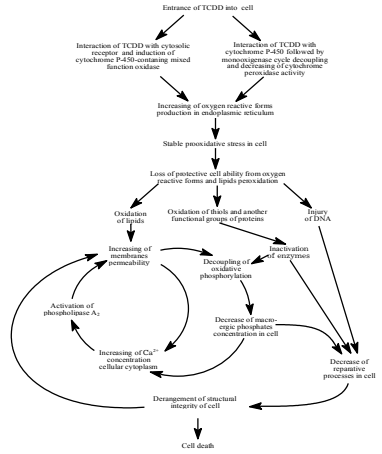 Entrance of TCDD into cell
Interaction of TCDD with cytosolic
receptor and induction of
cytochrome P-450-contaning mixed
function oxidase
Interaction of TCDD with
cytochrome P-450 followed by
monooxigenase cycle decoupling
and decreasing of cytochrome
peroxidase activity
Increasing of oxygen reactive forms
production in endoplasmic reticulum
Stable prooxidative stress in cell
Loss of protective cell ability from oxygen
reactive forms and lipids peroxidation
Oxidation
of lipids
Oxidation of thiols and another
functional groups of proteins
Injury
of DNA
Increasing of
membranes
permeability
Inactivation
of enzymes
Decoupling of
oxidative
phosphorylation
Activation of
phospholipase A₂
Decrease of macro-
ergic phosphates
concentration in cell
Increasing of Ca²⁺
concentration
cellular cytoplasm
Decrease of
reparative
processes in cell
Derangement of structural
integrity of cell
Cell death